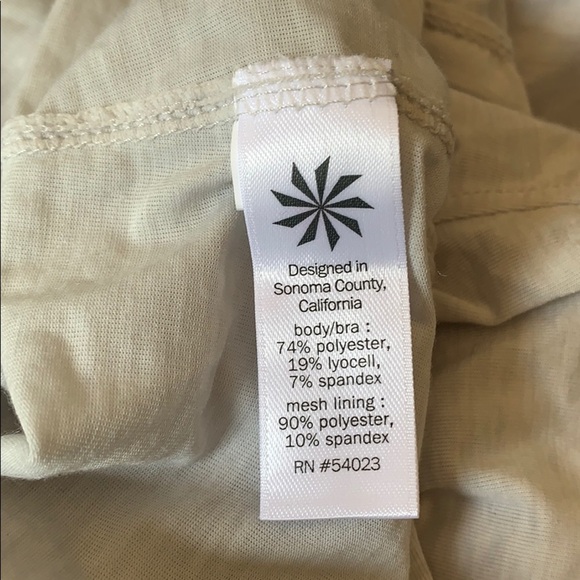 Designed in
Sonoma County,
California
body/bra :
74% polyester,
19% lyocell,
7% spandex
mesh lining :
90% polyester,
10% spandex
RN #54023